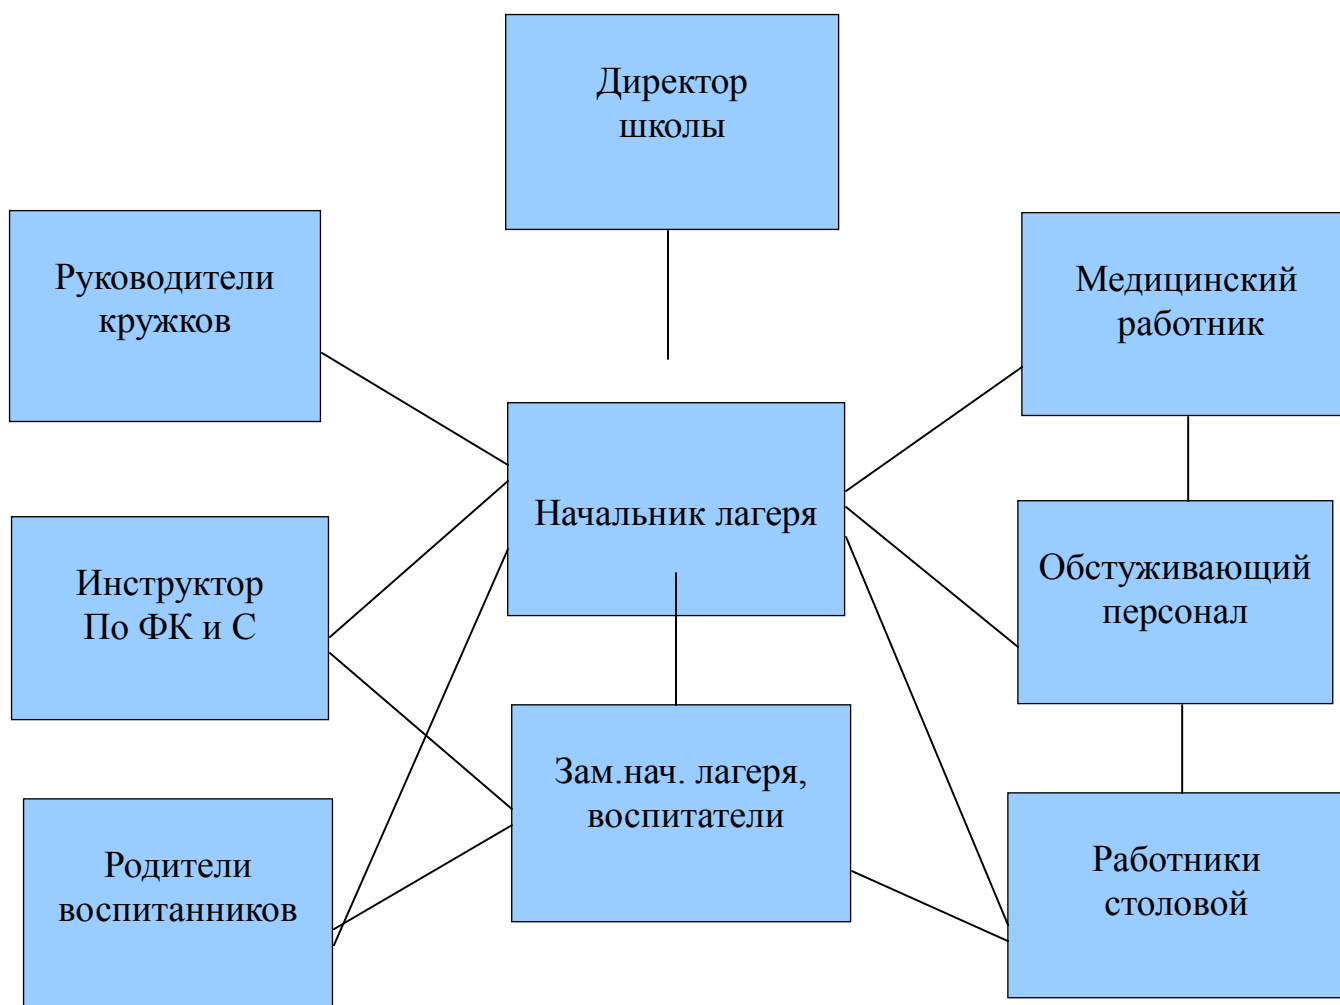 Директор
школы
Руководители
кружков
Медицинский
работник
Начальник лагеря
Инструктор
По ФК и С
Обстуживающий
персонал
Зам.нач. лагеря,
воспитатели
Родители
воспитанников
Работники
столовой